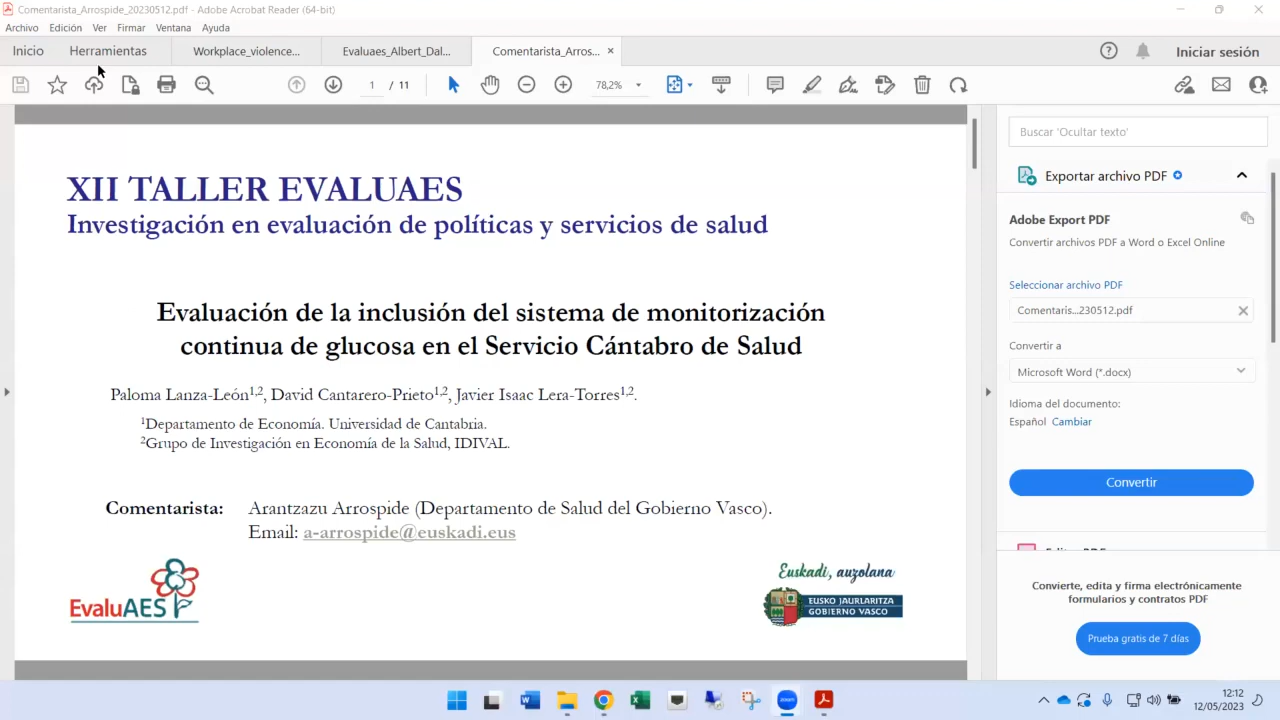 Comentarista_Arrospide_20230512.pdf - Adobe Acrobat Reader (64-bit)
Archivo Edición Ver Firmar Ventana Ayuda
Inicio Herramientas Workplace_violence... Evaluaes_Albert_Dal... Comentarista_Arros... × Iniciar sesión
1 / 11 78,2%
XII TALLER EVALUAES
Investigación en evaluación de políticas y servicios de salud
Evaluación de la inclusión del sistema de monitorización
continua de glucosa en el Servicio Cántabro de Salud
Paloma Lanza-León1,2, David Cantarero-Prieto1,2, Javier Isaac Lera-Torres1,2.
1Departamento de Economía. Universidad de Cantabria.
2Grupo de Investigación en Economía de la Salud, IDIVAL.
Comentarista: Arantzazu Arrospide (Departamento de Salud del Gobierno Vasco).
Email: a-arrospide@euskadi.eus
EvaluAES
Euskadi, auzolana
EUSKO JAURLARITZA
GOBIERNO VASCO
Buscar 'Ocultar texto'
Exportar archivo PDF
Adobe Export PDF
Convertir archivos PDF a Word o Excel Online
Seleccionar archivo PDF
Comentaris...230512.pdf
Convertir a
Microsoft Word (*.docx)
Idioma del documento:
Español Cambiar
Convertir
Convierte, edita y firma electrónicamente
formularios y contratos PDF
Prueba gratis de 7 días
12:12
12/05/2023